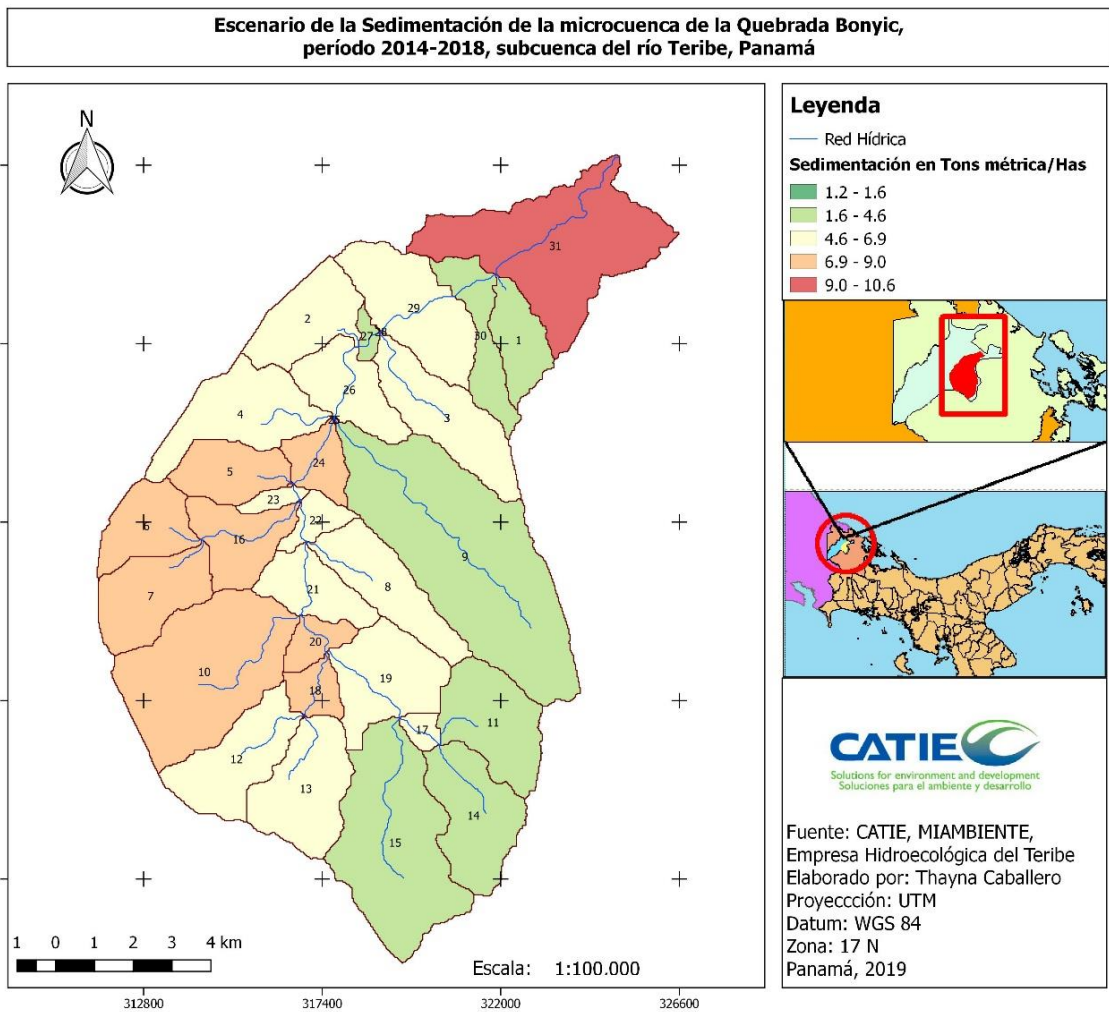 Escenario de la Sedimentación de la microcuenca de la Quebrada Bonyic,
período 2014-2018, subcuenca del río Teribe, Panamá
N
31
29
2
30
1
27
28
26
3
4
25
24
5
23
22
6
16
9
8
7
21
20
10
19
18
11
17
12
13
14
15
1 0 1 2 3 4 km
Escala: 1:100.000
312800 317400 322000 326600
Leyenda
Red Hídrica
Sedimentación en Tons métrica/Has
1.2 - 1.6
1.6 - 4.6
4.6 - 6.9
6.9 - 9.0
9.0 - 10.6
CATIE
Solutions for environment and development
Soluciones para el ambiente y desarrollo
Fuente: CATIE, MIAMBIENTE,
Empresa Hidroecológica del Teribe
Elaborado por: Thayna Caballero
Proyeccción: UTM
Datum: WGS 84
Zona: 17 N
Panamá, 2019